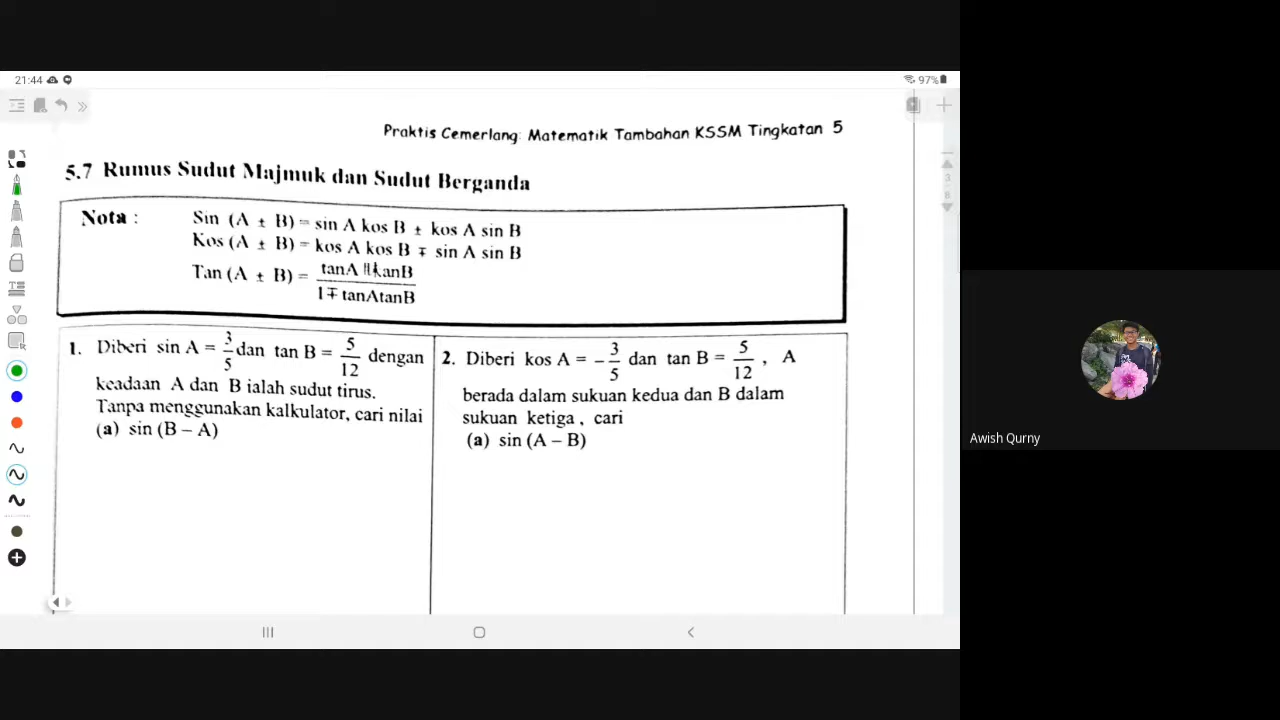 21:44
97%
Praktis Cemerlang: Matematik Tambahan KSSM Tingkatan 5
5.7 Rumus Sudut Majmuk dan Sudut Berganda
Nota :
Sin (A ± B) = sin A kos B ± kos A sin B
Kos (A ± B) = kos A kos B ∓ sin A sin B
Tan (A ± B) = tanA tanB / 1 ∓ tanAtanB
1. Diberi sin A = 3/5 dan tan B = 5/12 dengan
keadaan A dan B ialah sudut tirus.
Tanpa menggunakan kalkulator, cari nilai
(a) sin (B – A)
2. Diberi kos A = –3/5 dan tan B = 5/12 , A
berada dalam sukuan kedua dan B dalam
sukuan ketiga , cari
(a) sin (A – B)
3
8
Awish Qurny